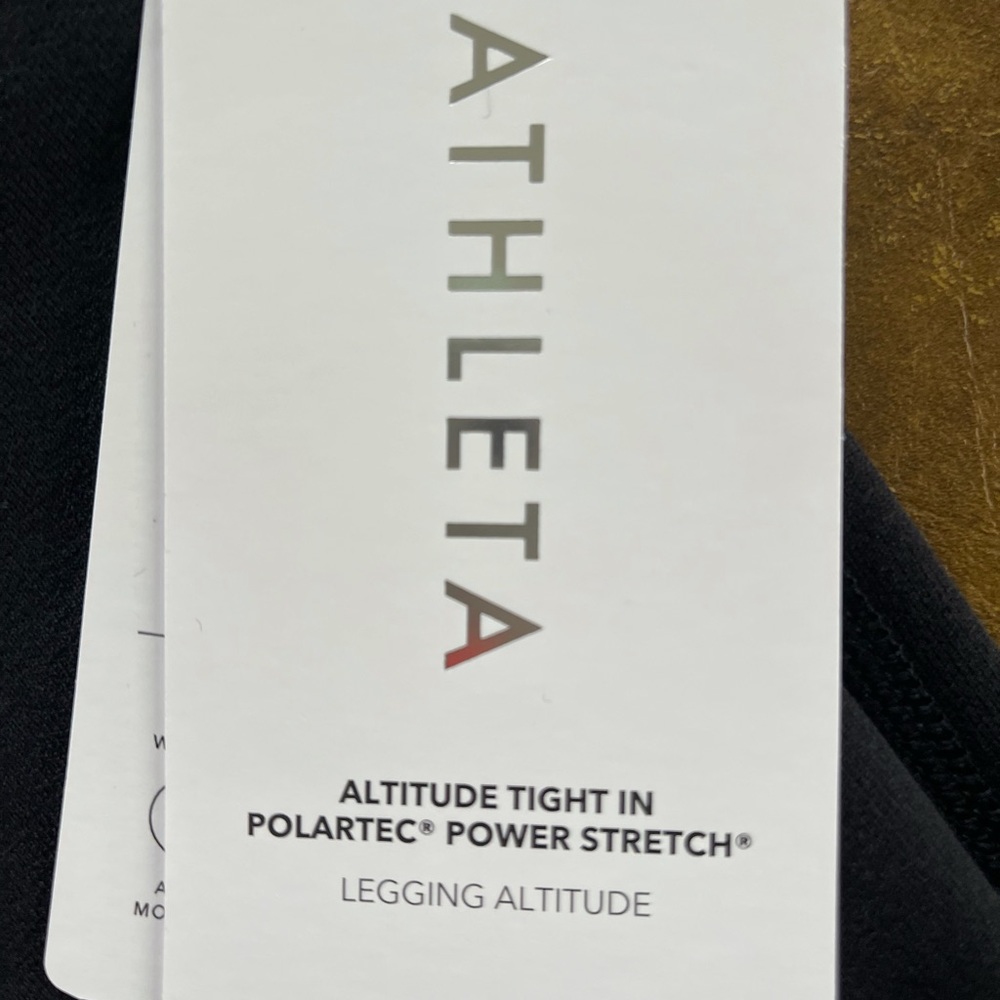 ATHLETA
ALTITUDE TIGHT IN
POLARTEC® POWER STRETCH®
LEGGING ALTITUDE